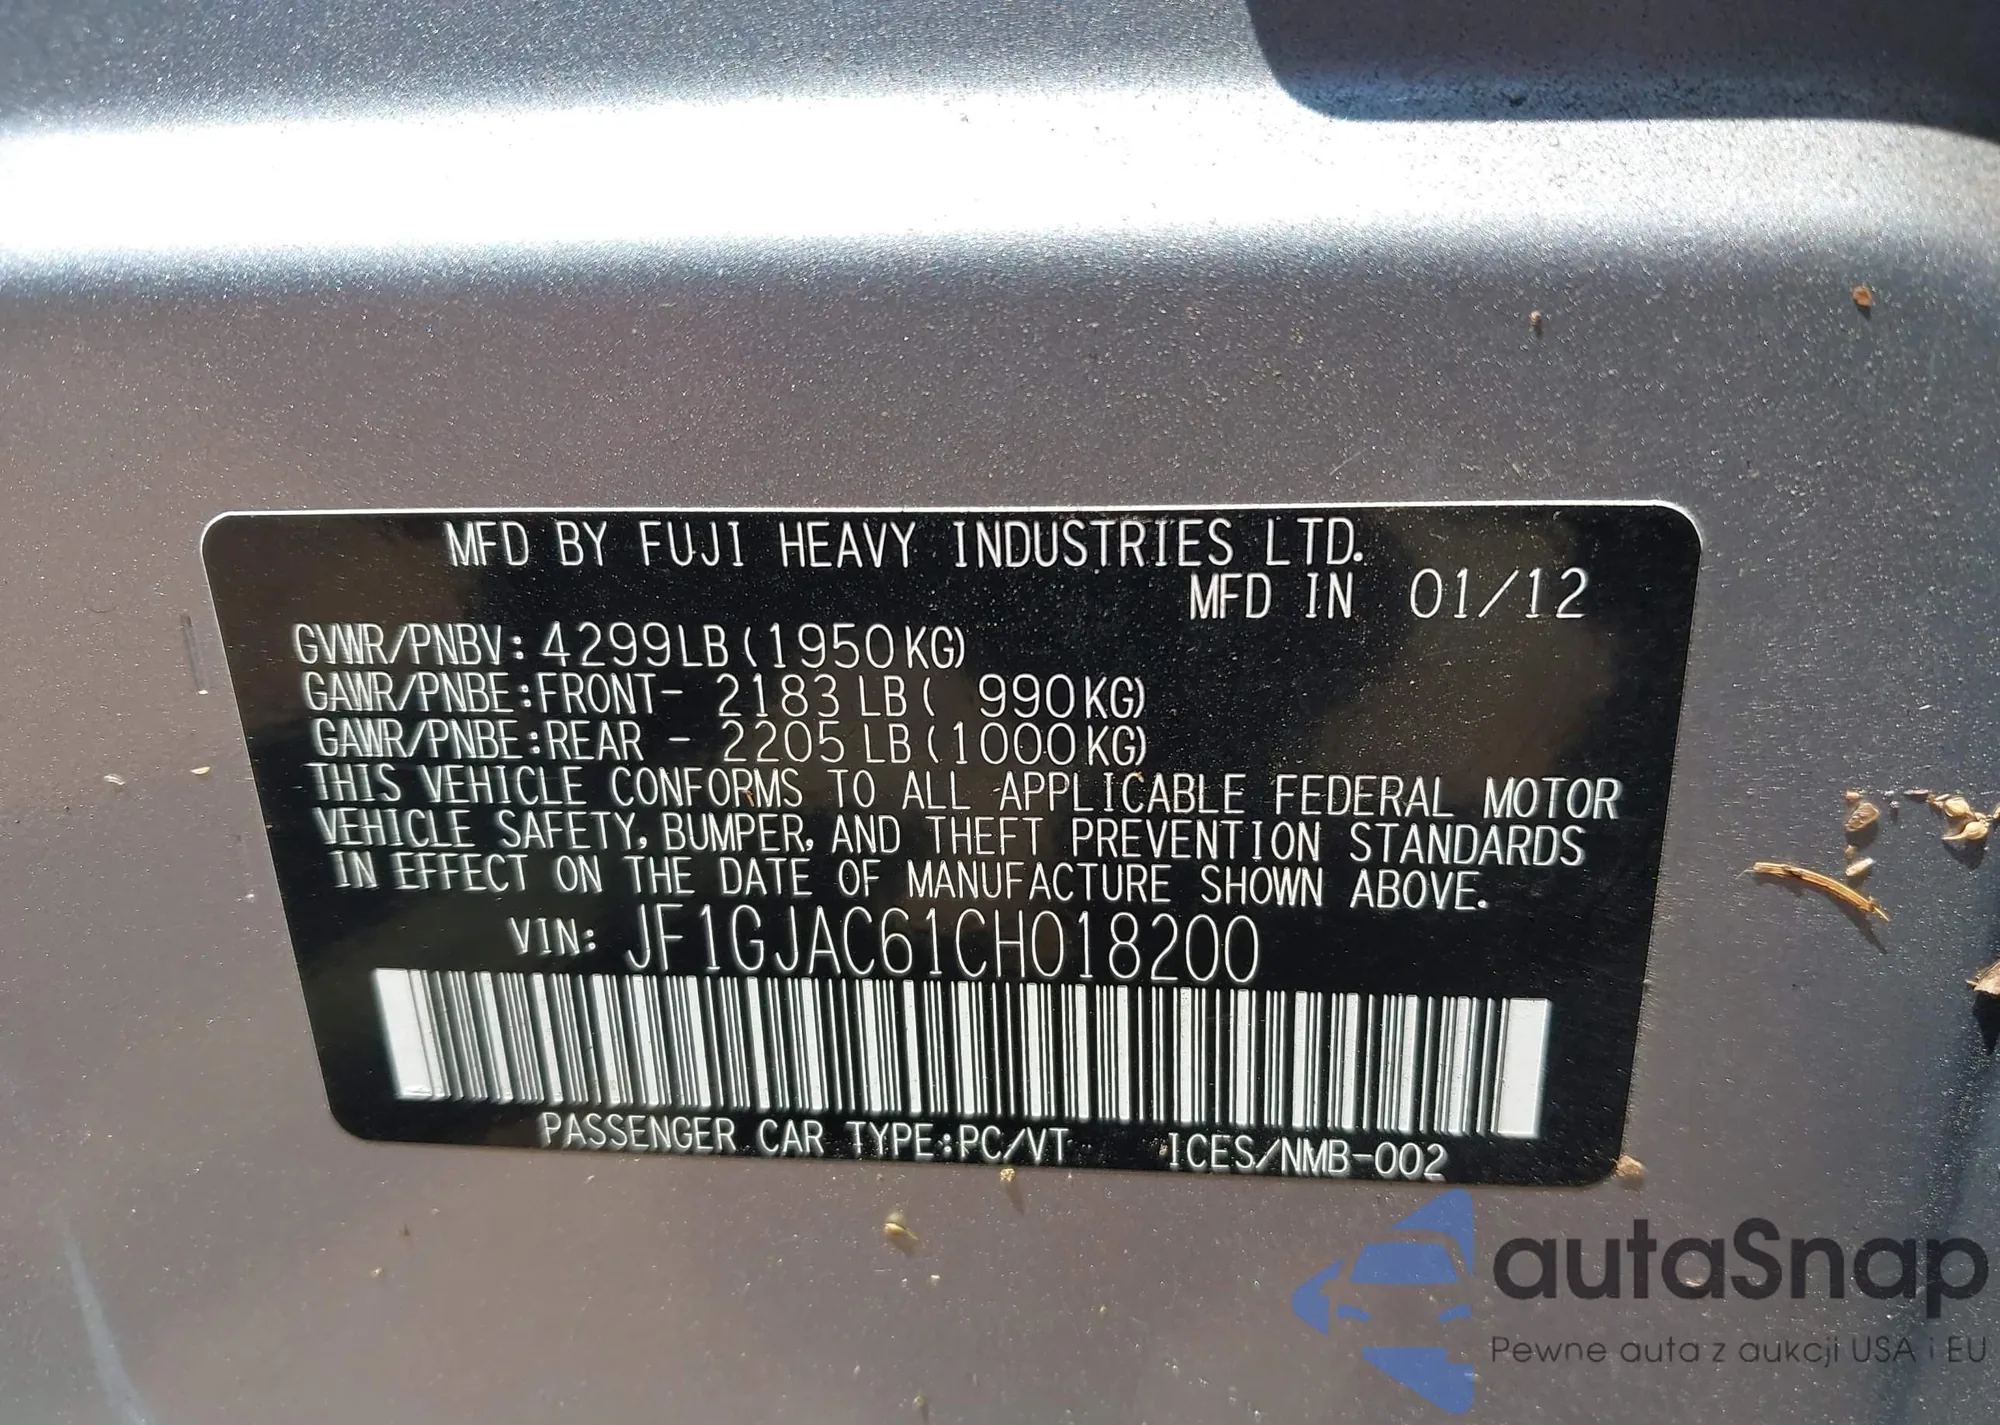 MFD BY FUJI HEAVY INDUSTRIES LTD.
MFD IN 01/12
GVWR/PNBV: 4299LB (1950KG)
GAWR/PNBE:FRONT- 2183 LB ( 990KG)
GAWR/PNBE:REAR - 2205 LB (1000KG)
THIS VEHICLE CONFORMS TO ALL APPLICABLE FEDERAL MOTOR
VEHICLE SAFETY, BUMPER, AND THEFT PREVENTION STANDARDS
IN EFFECT ON THE DATE OF MANUFACTURE SHOWN ABOVE.
VIN: JF1GJAC61CH018200
PASSENGER CAR TYPE:PC/VT ICES/NMB-002
autaSnap
Pewne auta z aukcji USA i EU